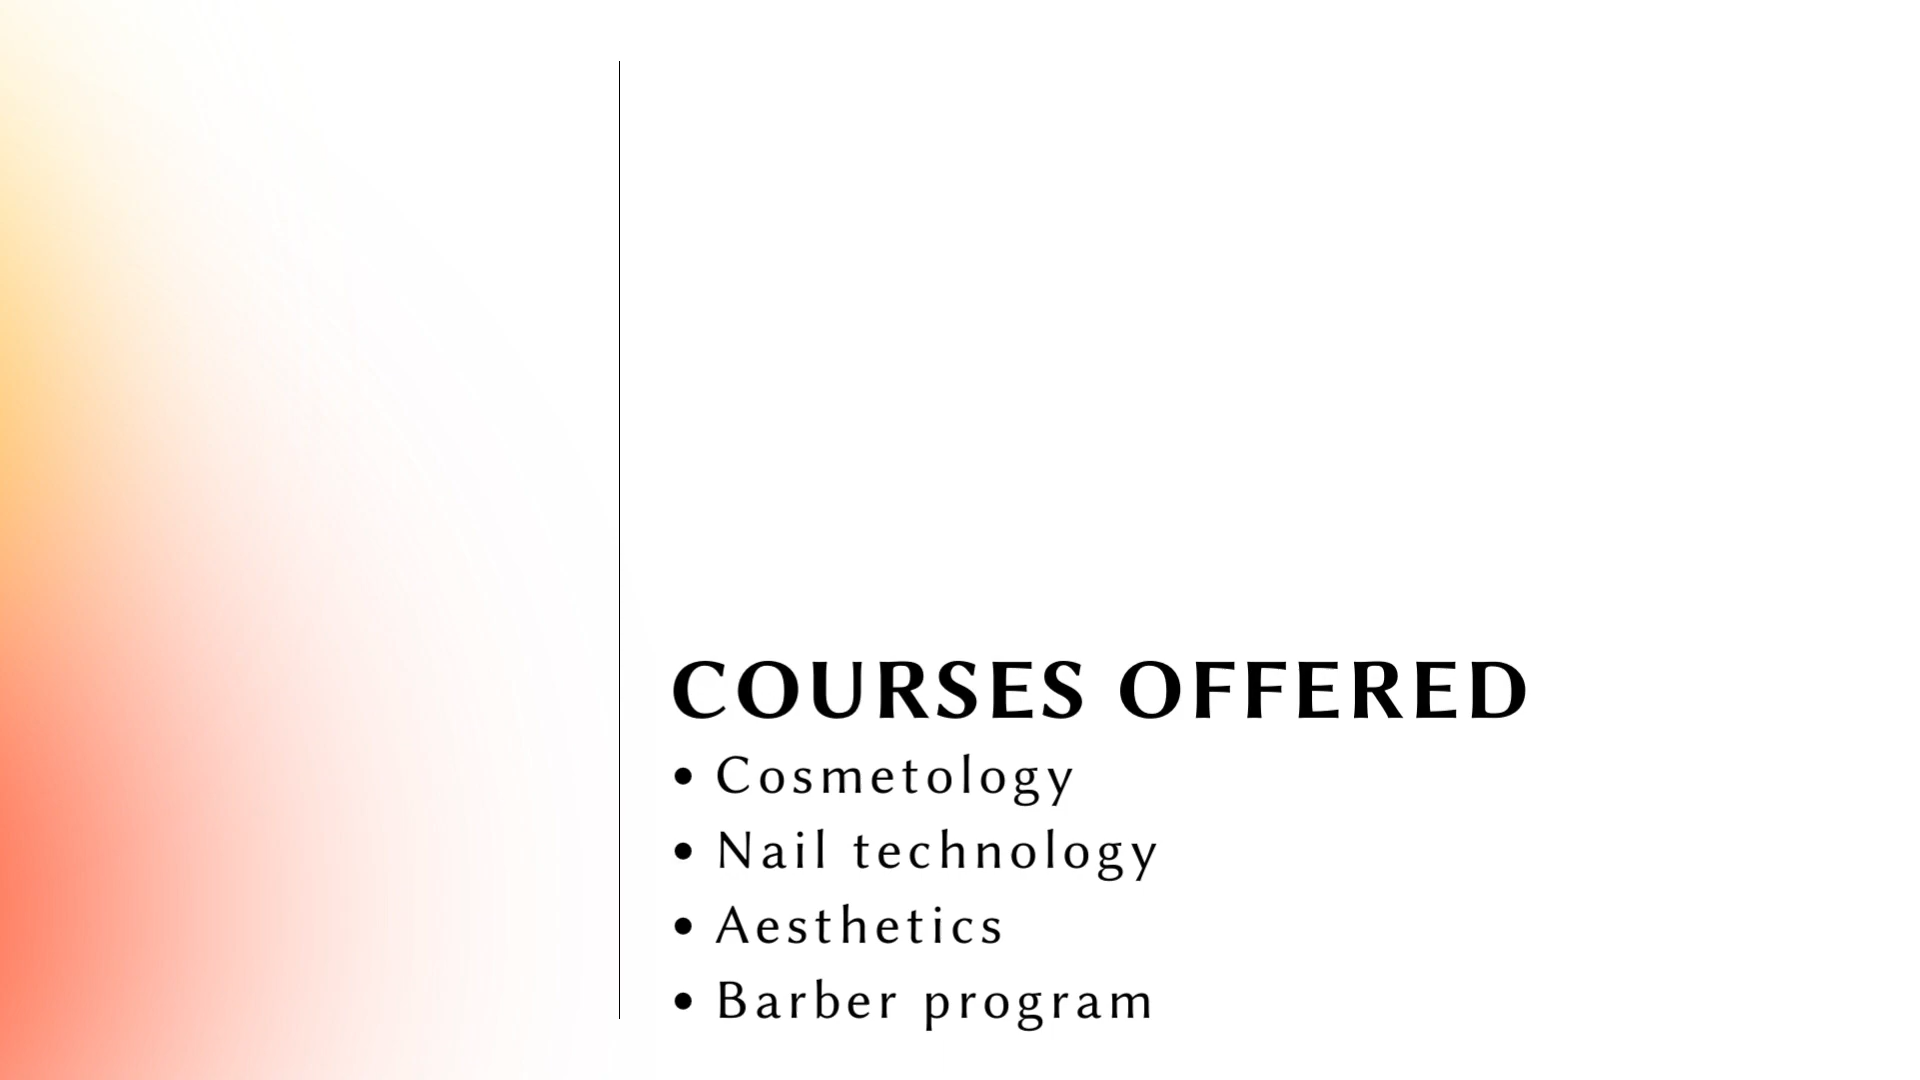 COURSES OFFERED
• Cosmetology
• Nail technology
• Aesthetics
• Barber program